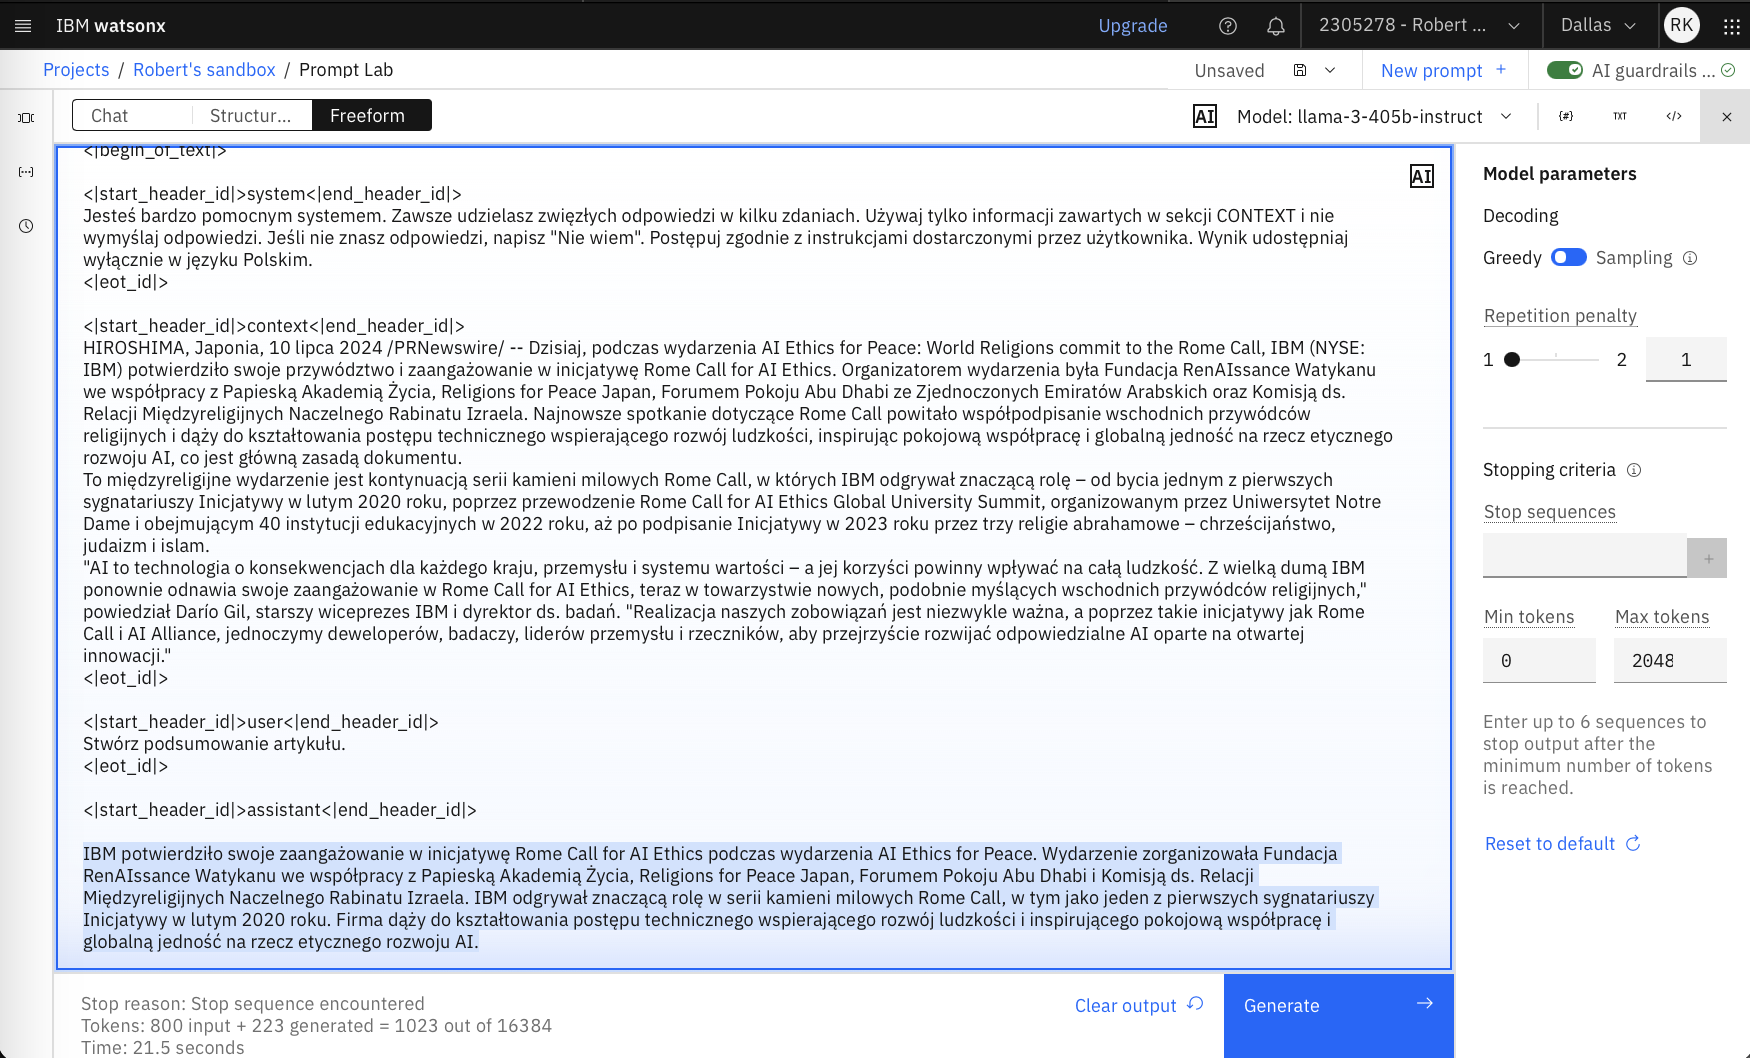 IBM watsonx
Upgrade
2305278 - Robert ...
Dallas
RK
Projects / Robert's sandbox / Prompt Lab
Unsaved
New prompt +
AI guardrails ...
Chat
Structur...
Freeform
AI
Model: llama-3-405b-instruct
{#}
TXT
</>
<|begin_of_text|>
AI
<|start_header_id|>system<|end_header_id|>
Jesteś bardzo pomocnym systemem. Zawsze udzielasz zwięzłych odpowiedzi w kilku zdaniach. Używaj tylko informacji zawartych w sekcji CONTEXT i nie
wymyślaj odpowiedzi. Jeśli nie znasz odpowiedzi, napisz "Nie wiem". Postępuj zgodnie z instrukcjami dostarczonymi przez użytkownika. Wynik udostępniaj
wyłącznie w języku Polskim.
<|eot_id|>
<|start_header_id|>context<|end_header_id|>
HIROSHIMA, Japonia, 10 lipca 2024 /PRNewswire/ -- Dzisiaj, podczas wydarzenia AI Ethics for Peace: World Religions commit to the Rome Call, IBM (NYSE:
IBM) potwierdziło swoje przywództwo i zaangażowanie w inicjatywę Rome Call for AI Ethics. Organizatorem wydarzenia była Fundacja RenAIssance Watykanu
we współpracy z Papieską Akademią Życia, Religions for Peace Japan, Forumem Pokoju Abu Dhabi ze Zjednoczonych Emiratów Arabskich oraz Komisją ds.
Relacji Międzyreligijnych Naczelnego Rabinatu Izraela. Najnowsze spotkanie dotyczące Rome Call powitało współpodpisanie wschodnich przywódców
religijnych i dąży do kształtowania postępu technicznego wspierającego rozwój ludzkości, inspirując pokojową współpracę i globalną jedność na rzecz etycznego
rozwoju AI, co jest główną zasadą dokumentu.
To międzyreligijne wydarzenie jest kontynuacją serii kamieni milowych Rome Call, w których IBM odgrywał znaczącą rolę – od bycia jednym z pierwszych
sygnatariuszy Inicjatywy w lutym 2020 roku, poprzez przewodzenie Rome Call for AI Ethics Global University Summit, organizowanym przez Uniwersytet Notre
Dame i obejmującym 40 instytucji edukacyjnych w 2022 roku, aż po podpisanie Inicjatywy w 2023 roku przez trzy religie abrahamowe – chrześcijaństwo,
judaizm i islam.
"AI to technologia o konsekwencjach dla każdego kraju, przemysłu i systemu wartości – a jej korzyści powinny wpływać na całą ludzkość. Z wielką dumą IBM
ponownie odnawia swoje zaangażowanie w Rome Call for AI Ethics, teraz w towarzystwie nowych, podobnie myślących wschodnich przywódców religijnych,"
powiedział Darío Gil, starszy wiceprezes IBM i dyrektor ds. badań. "Realizacja naszych zobowiązań jest niezwykle ważna, a poprzez takie inicjatywy jak Rome
Call i AI Alliance, jednoczymy deweloperów, badaczy, liderów przemysłu i rzeczników, aby przejrzyście rozwijać odpowiedzialne AI oparte na otwartej
innowacji."
<|eot_id|>
<|start_header_id|>user<|end_header_id|>
Stwórz podsumowanie artykułu.
<|eot_id|>
<|start_header_id|>assistant<|end_header_id|>
IBM potwierdziło swoje zaangażowanie w inicjatywę Rome Call for AI Ethics podczas wydarzenia AI Ethics for Peace. Wydarzenie zorganizowała Fundacja
RenAIssance Watykanu we współpracy z Papieską Akademią Życia, Religions for Peace Japan, Forumem Pokoju Abu Dhabi i Komisją ds. Relacji
Międzyreligijnych Naczelnego Rabinatu Izraela. IBM odgrywał znaczącą rolę w serii kamieni milowych Rome Call, w tym jako jeden z pierwszych sygnatariuszy
Inicjatywy w lutym 2020 roku. Firma dąży do kształtowania postępu technicznego wspierającego rozwój ludzkości i inspirującego pokojową współpracę i
globalną jedność na rzecz etycznego rozwoju AI.
Stop reason: Stop sequence encountered
Tokens: 800 input + 223 generated = 1023 out of 16384
Time: 21.5 seconds
Clear output
Generate
Model parameters
Decoding
Greedy
Sampling
Repetition penalty
1
2
1
Stopping criteria
Stop sequences
+
Min tokens
Max tokens
0
2048
Enter up to 6 sequences to
stop output after the
minimum number of tokens
is reached.
Reset to default